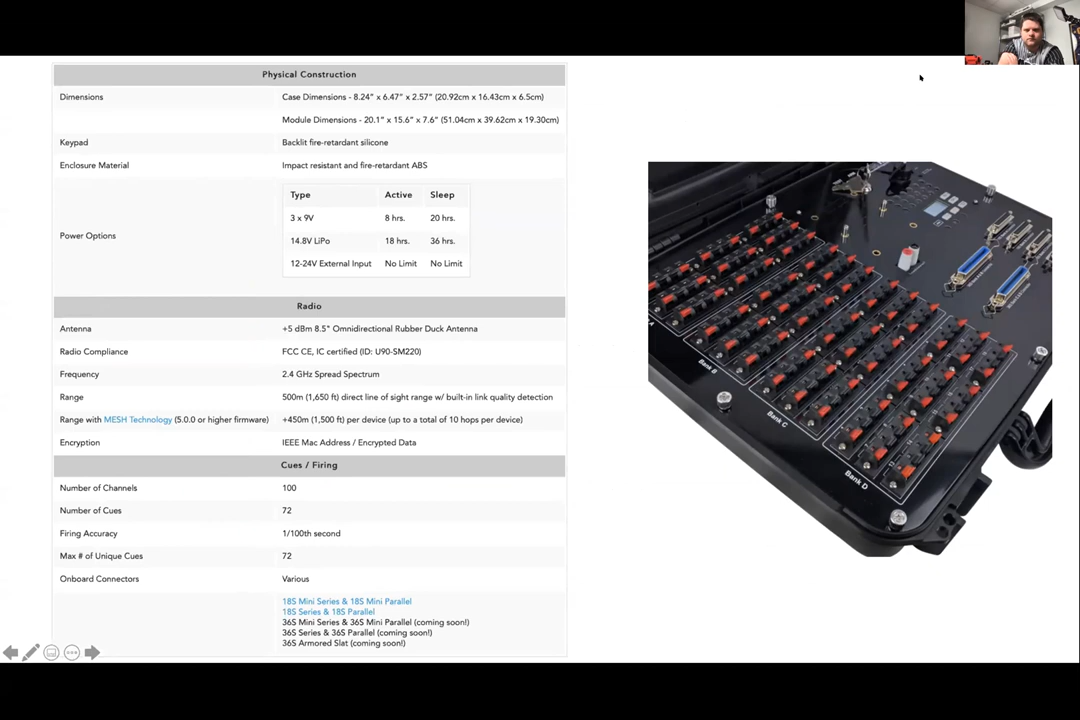 Physical Construction
Dimensions
Case Dimensions - 8.24" x 6.47" x 2.57" (20.92cm x 16.43cm x 6.5cm)
Module Dimensions - 20.1" x 15.6" x 7.6" (51.04cm x 39.62cm x 19.30cm)
Keypad
Backlit fire-retardant silicone
Enclosure Material
Impact resistant and fire-retardant ABS
Power Options
Type Active Sleep
3 x 9V 8 hrs. 20 hrs.
14.8V LiPo 18 hrs. 36 hrs.
12-24V External Input No Limit No Limit
Radio
Antenna
+5 dBm 8.5" Omnidirectional Rubber Duck Antenna
Radio Compliance
FCC CE, IC certified (ID: U90-SM220)
Frequency
2.4 GHz Spread Spectrum
Range
500m (1,650 ft) direct line of sight range w/ built-in link quality detection
Range with MESH Technology (5.0.0 or higher firmware)
+450m (1,500 ft) per device (up to a total of 10 hops per device)
Encryption
IEEE Mac Address / Encrypted Data
Cues / Firing
Number of Channels
100
Number of Cues
72
Firing Accuracy
1/100th second
Max # of Unique Cues
72
Onboard Connectors
Various
18S Mini Series & 18S Mini Parallel
18S Series & 18S Parallel
36S Mini Series & 36S Mini Parallel (coming soon!)
36S Series & 36S Parallel (coming soon!)
36S Armored Slat (coming soon!)
Bank B
Bank C
Bank D